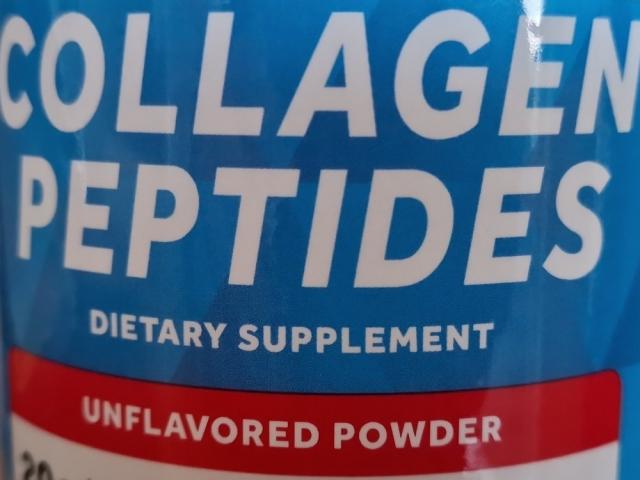 COLLAGEN
PEPTIDES
DIETARY SUPPLEMENT
UNFLAVORED POWDER